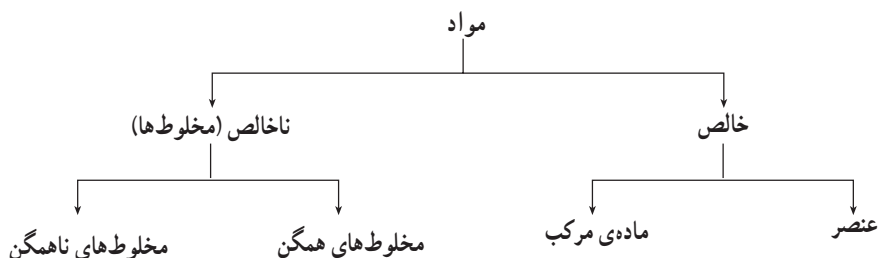 مواد
خالص
ناخالص (مخلوط‌ها)
عنصر
ماده‌ی مرکب
مخلوط‌های همگن
مخلوط‌های ناهمگن